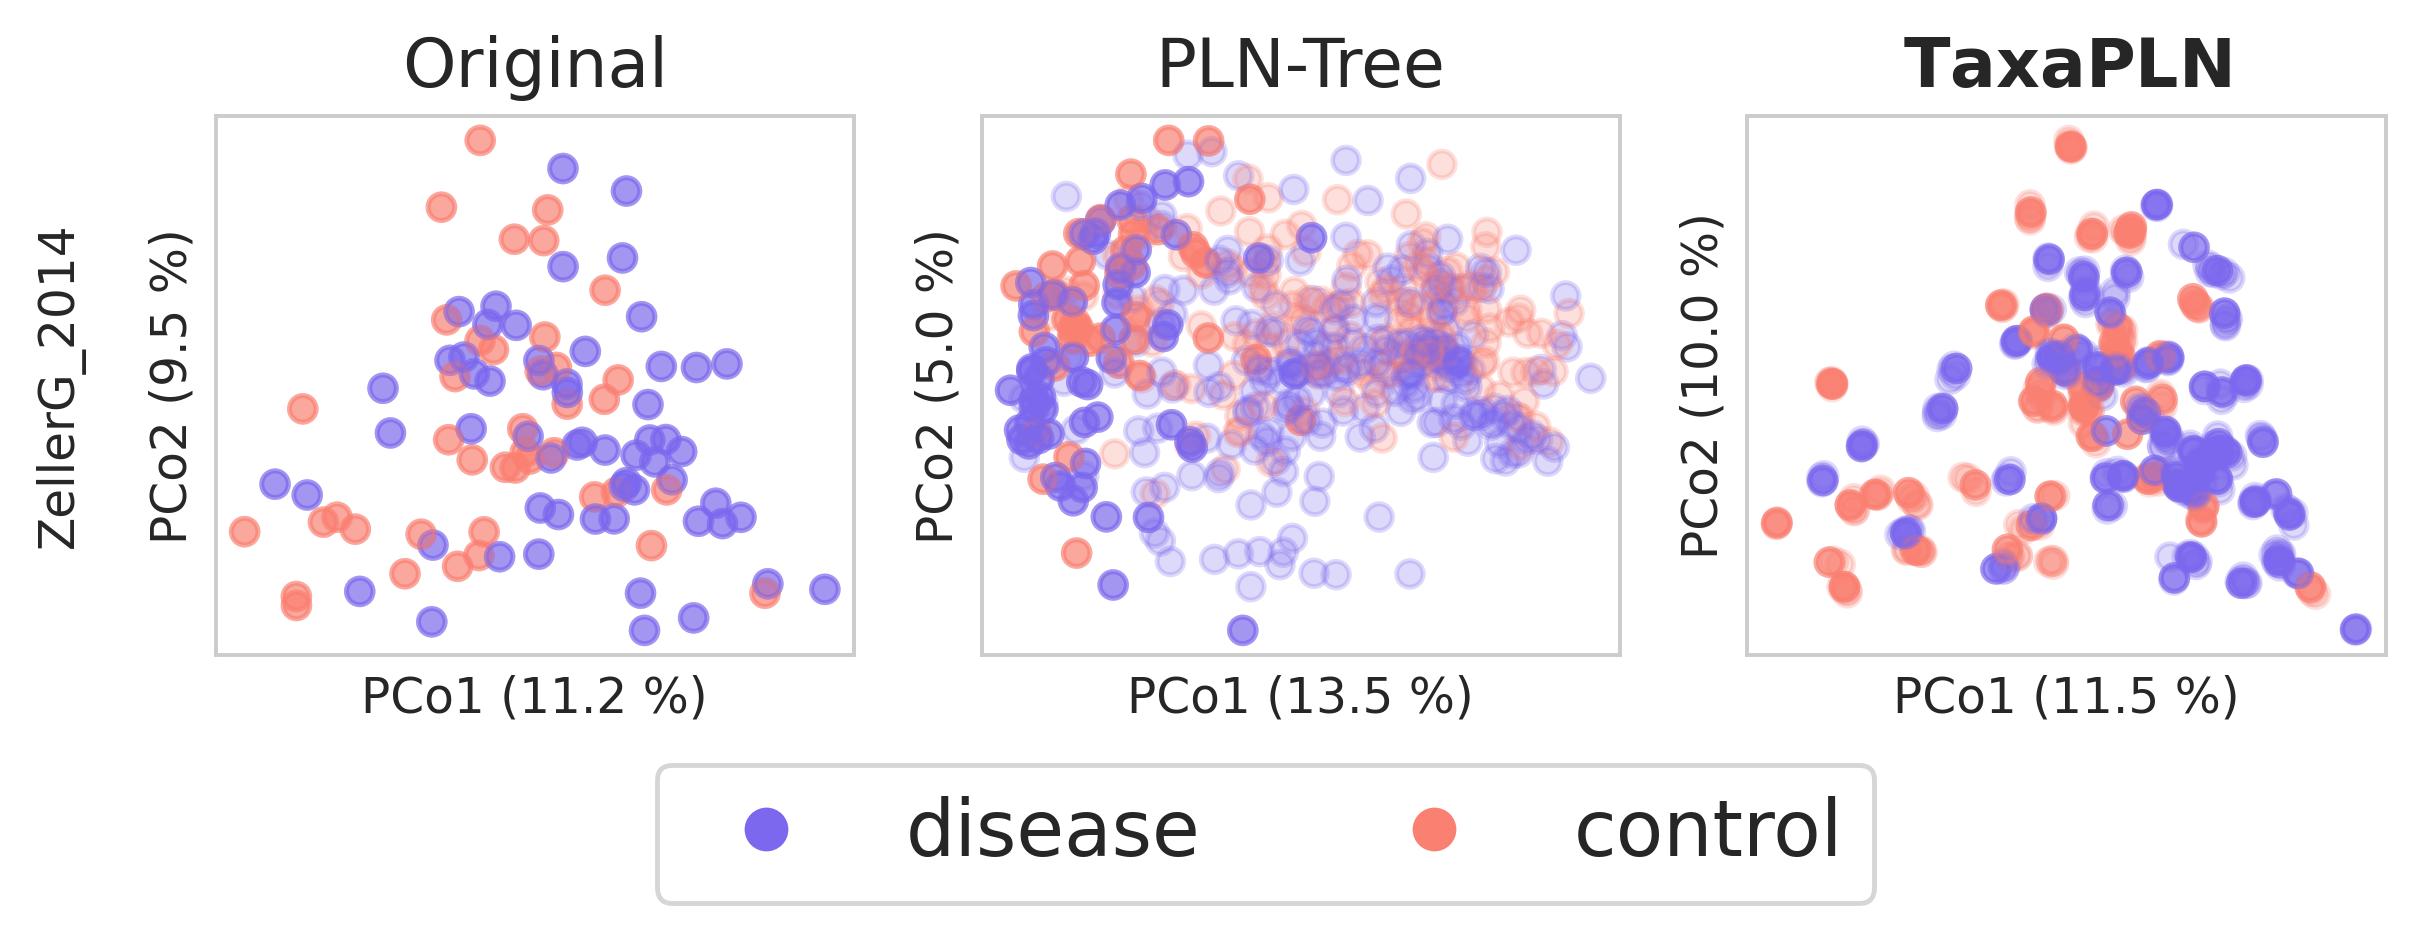 Original
PLN-Tree
TaxaPLN
ZellerG_2014
PCo2 (9.5 %)
PCo2 (5.0 %)
PCo2 (10.0 %)
PCo1 (11.2 %)
PCo1 (13.5 %)
PCo1 (11.5 %)
disease
control